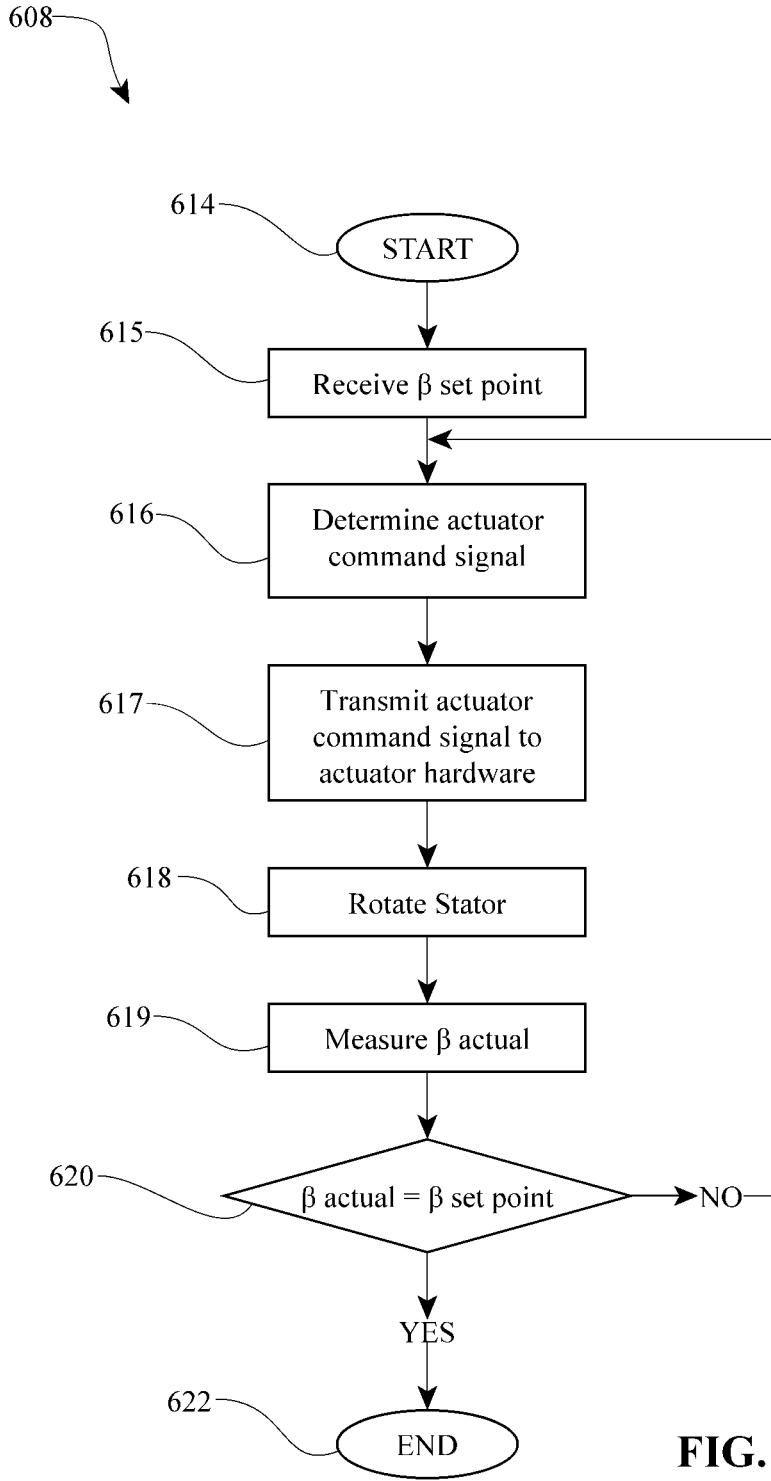 608
614
START
615
Receive β set point
616
Determine actuator
command signal
617
Transmit actuator
command signal to
actuator hardware
618
Rotate Stator
619
Measure β actual
620
β actual = β set point
NO
YES
622
END
FIG.